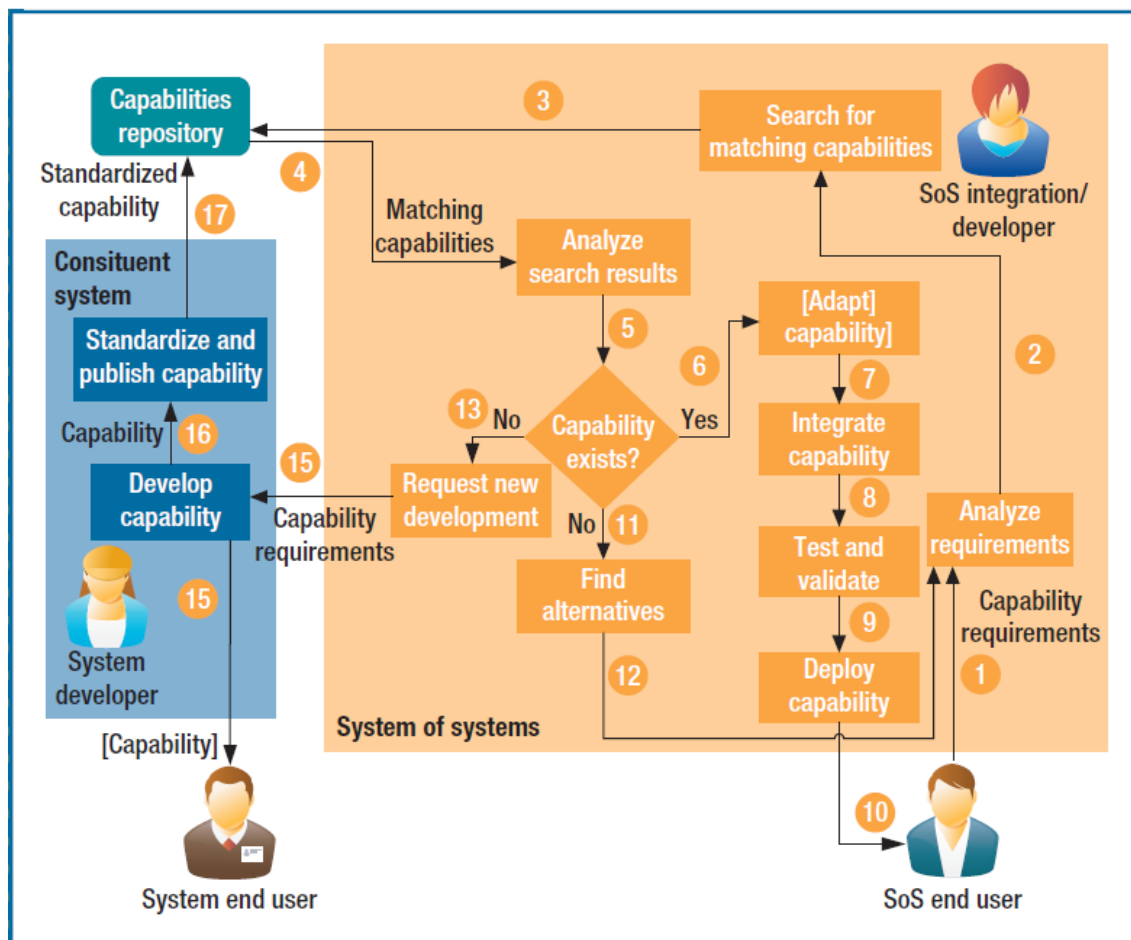 Capabilities
repository
3
Search for
matching capabilities
SoS integration/
developer
4
Standardized
capability
17
Matching
capabilities
Analyze
search results
Consituent
system
5
[Adapt]
capability]
2
Standardize and
publish capability
6
7
13
No
Capability
exists?
Yes
Integrate
capability
Capability
16
15
Develop
capability
Request new
development
8
Capability
requirements
No
11
Analyze
requirements
Test and
validate
15
Find
alternatives
Capability
requirements
9
System
developer
12
Deploy
capability
1
System of systems
[Capability]
10
System end user
SoS end user